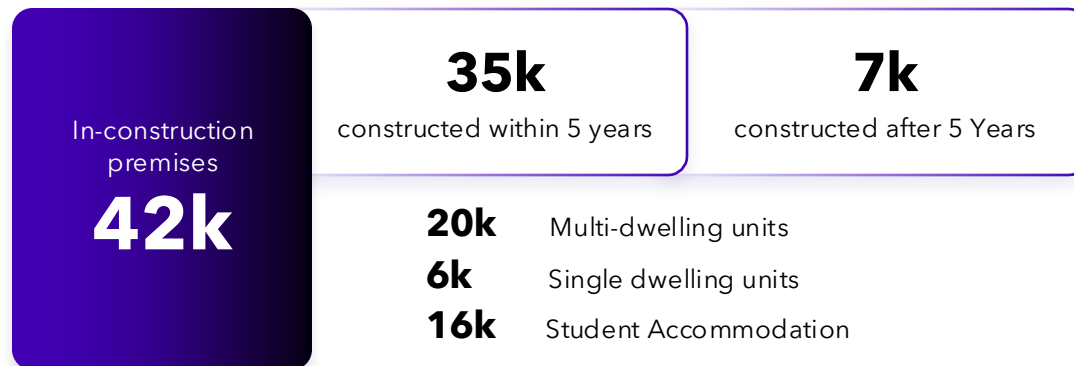 In-construction
premises
42k
35k
constructed within 5 years
7k
constructed after 5 Years
20k Multi-dwelling units
6k Single dwelling units
16k Student Accommodation